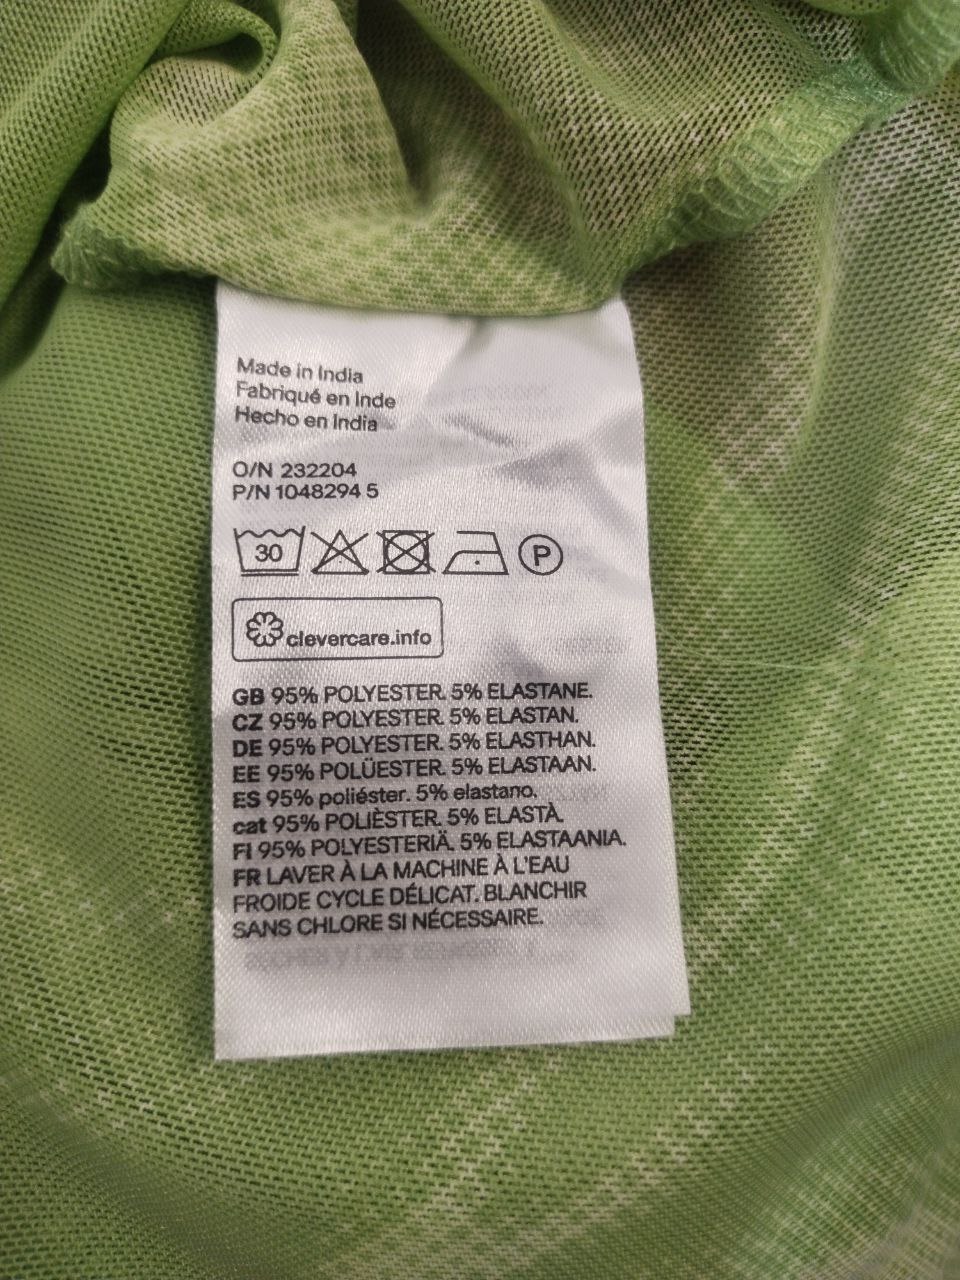 Made in India
Fabriqué en Inde
Hecho en India
O/N 232204
P/N 1048294 5
30 P
clevercare.info
GB 95% POLYESTER. 5% ELASTANE.
CZ 95% POLYESTER. 5% ELASTAN.
DE 95% POLYESTER. 5% ELASTHAN.
EE 95% POLÜESTER. 5% ELASTAAN.
ES 95% poliéster. 5% elastano.
cat 95% POLIÈSTER. 5% ELASTÀ.
FI 95% POLYESTERIÄ. 5% ELASTAANIA.
FR LAVER À LA MACHINE À L'EAU
FROIDE CYCLE DÉLICAT. BLANCHIR
SANS CHLORE SI NÉCESSAIRE.